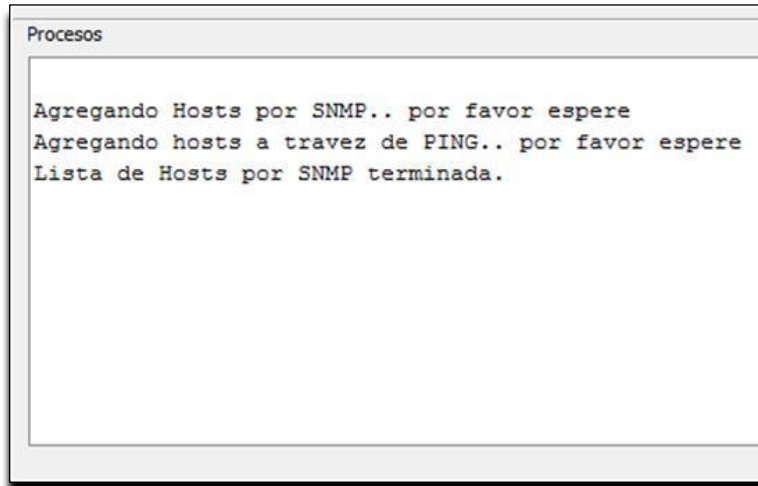 Procesos
Agregando Hosts por SNMP.. por favor espere
Agregando hosts a travez de PING.. por favor espere
Lista de Hosts por SNMP terminada.